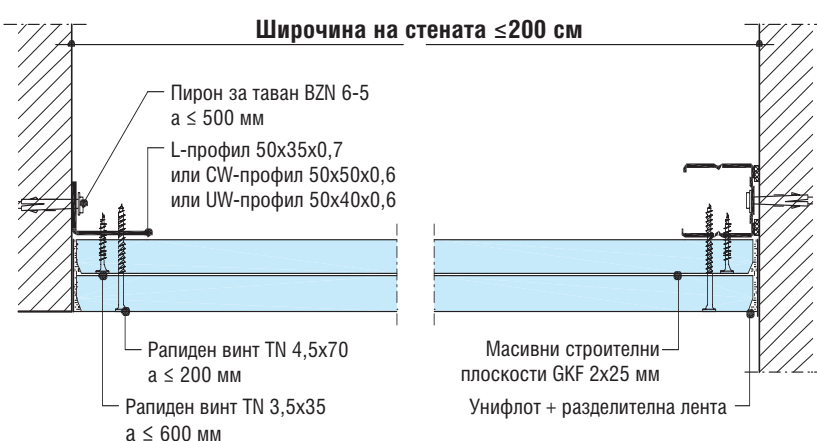 Широчина на стената ≤200 см
Пирон за таван BZN 6-5
a ≤ 500 мм
L-профил 50x35x0,7
или CW-профил 50x50x0,6
или UW-профил 50x40x0,6
Рапиден винт TN 4,5x70
a ≤ 200 мм
Рапиден винт TN 3,5x35
a ≤ 600 мм
Масивни строителни
плоскости GKF 2x25 мм
Унифлот + разделителна лента